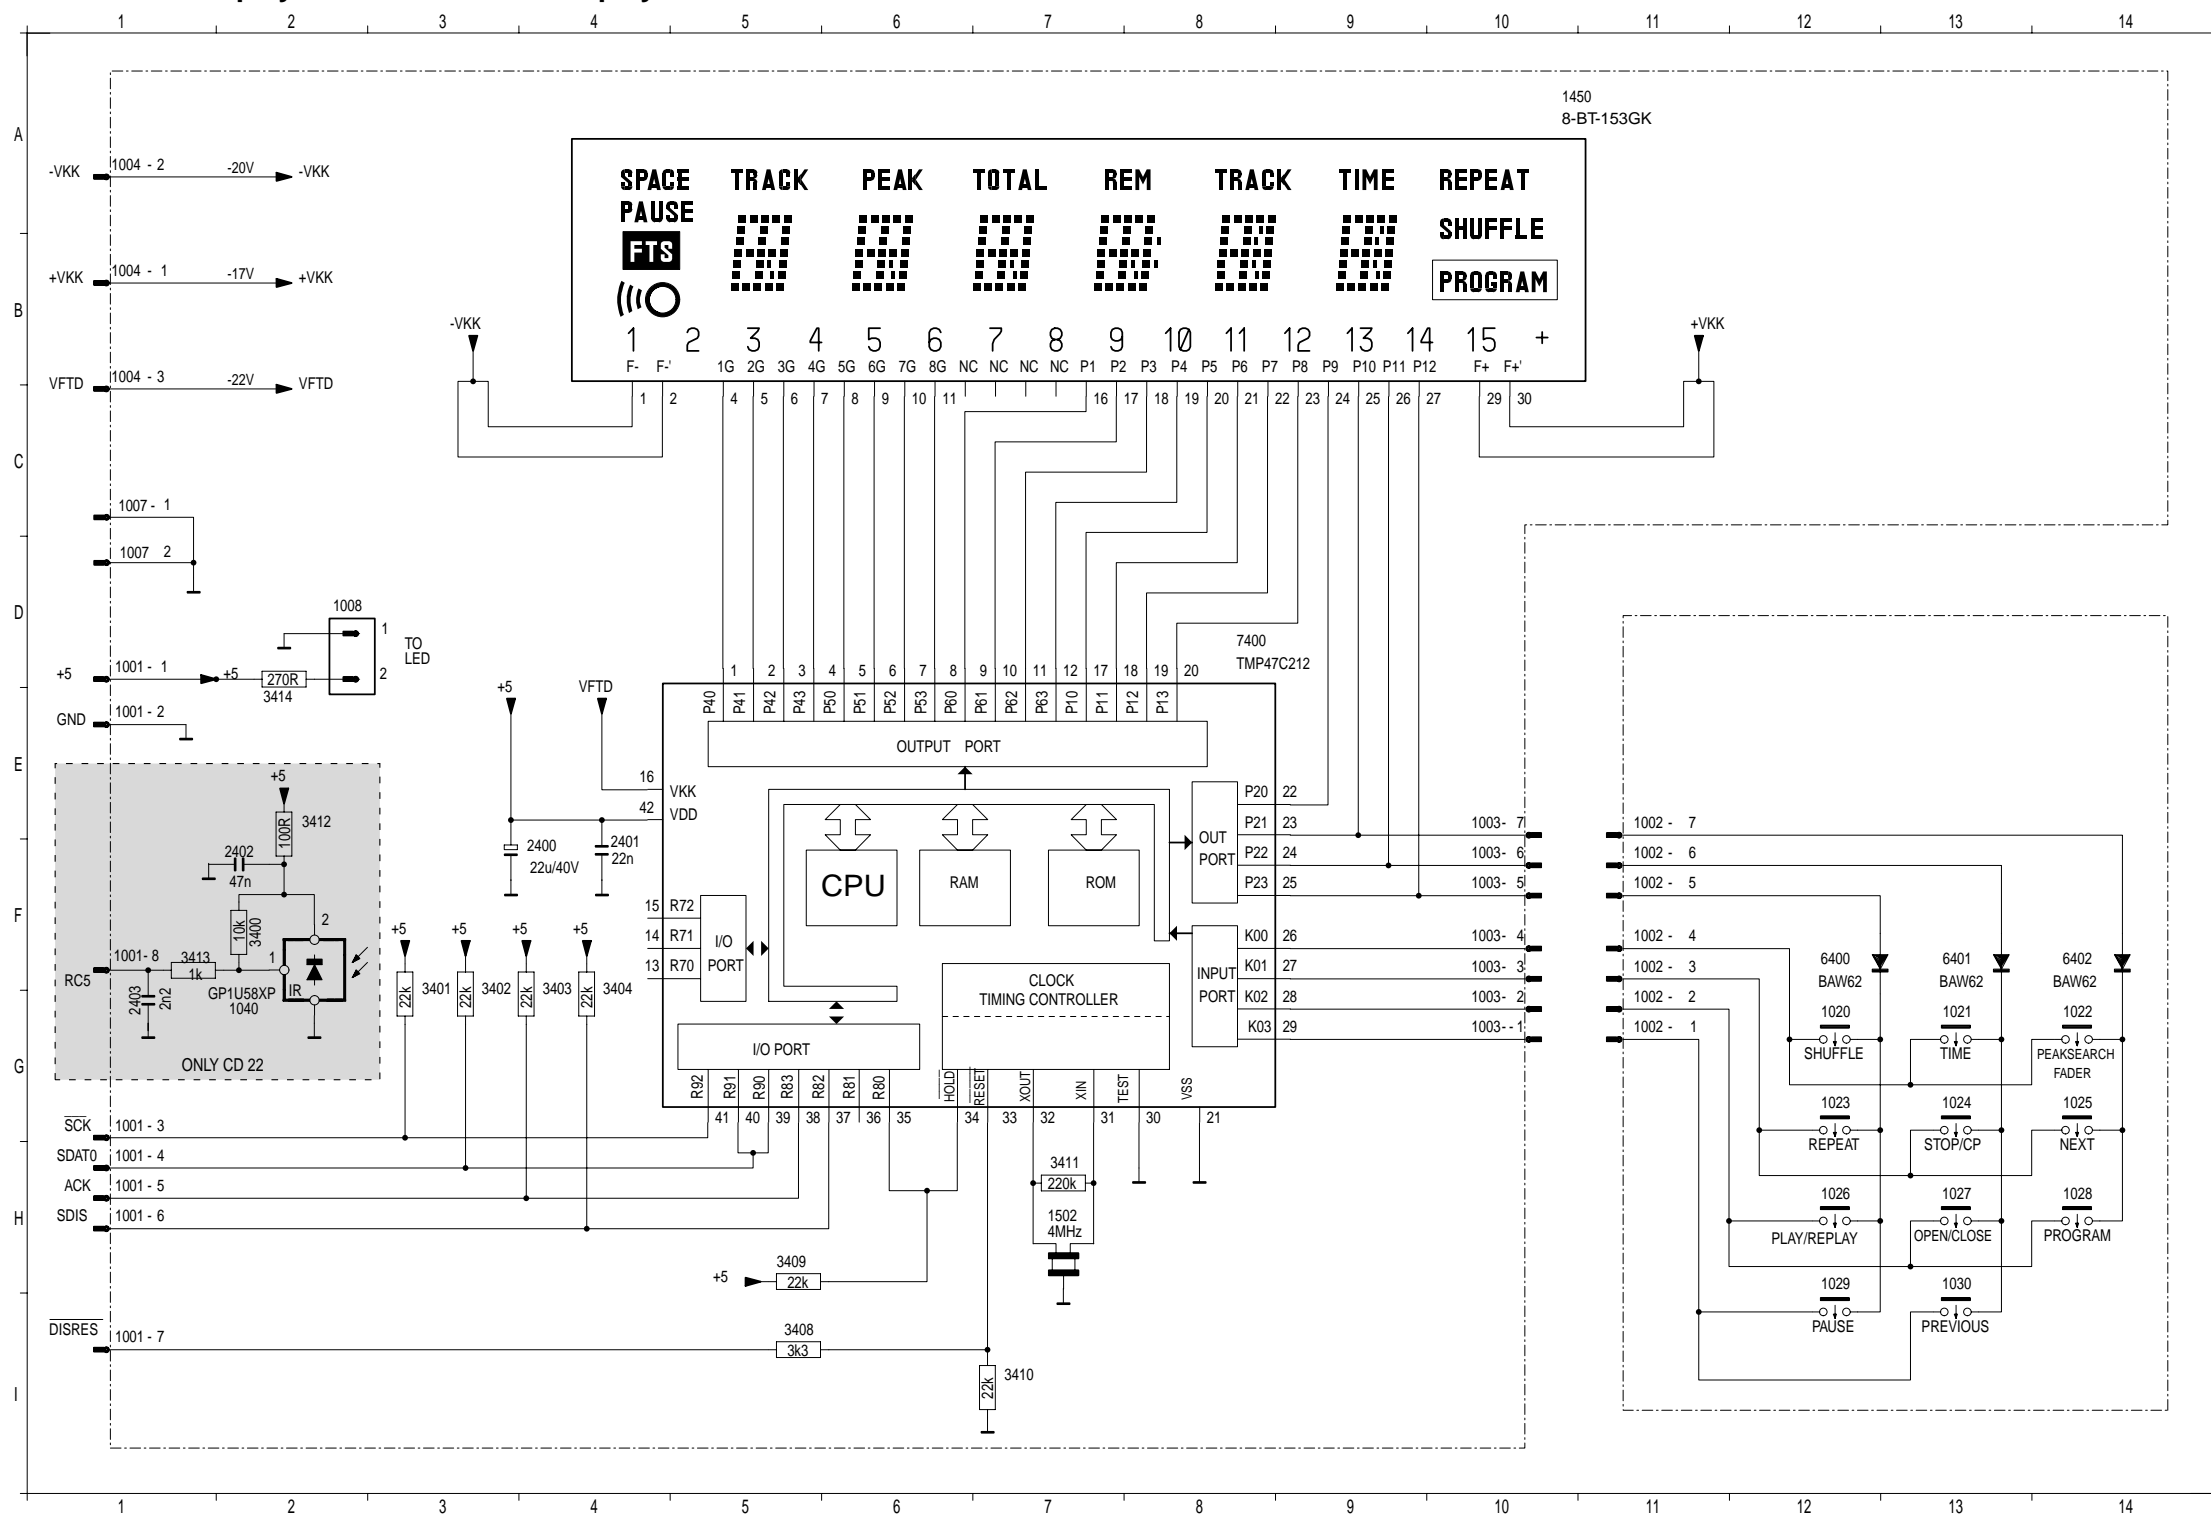 1 2 3 4 5 6 7 8 9 10 11 12 13 14
A
B
C
D
E
F
G
H
I
1450
8-BT-153GK
-VKK 1004 - 2 -20V -VKK
+VKK 1004 - 1 -17V +VKK
VFTD 1004 - 3 -22V VFTD
SPACE TRACK PEAK TOTAL REM TRACK TIME REPEAT
PAUSE
SHUFFLE
FTS
PROGRAM
1 2 3 4 5 6 7 8 9 10 11 12 13 14 15 +
F- F-' 1G 2G 3G 4G 5G 6G 7G 8G NC NC NC NC P1 P2 P3 P4 P5 P6 P7 P8 P9 P10 P11 P12 F+ F+'
1 2 4 5 6 7 8 9 10 11 16 17 18 19 20 21 22 23 24 25 26 27 29 30
-VKK
+VKK
1007 - 1
1007 2
1008
1
2
TO
LED
+5 1001 - 1 +5 270R
3414
GND 1001 - 2
7400
TMP47C212
1 2 3 4 5 6 7 8 9 10 11 12 17 18 19 20
P40 P41 P42 P43 P50 P51 P52 P53 P60 P61 P62 P63 P10 P11 P12 P13
OUTPUT PORT
+5 VFTD
16 VKK
42 VDD
2400
22u/40V
2401
22n
CPU
RAM
ROM
OUT
PORT
P20 22
P21 23
P22 24
P23 25
INPUT
PORT
K00 26
K01 27
K02 28
K03 29
15 R72
14 R71
13 R70
I/O
PORT
CLOCK
TIMING CONTROLLER
I/O PORT
R92 R91 R90 R83 R82 R81 R80 HOLD RESET XOUT XIN TEST VSS
41 40 39 38 37 36 35 34 33 32 31 30 21
+5
100R 3412
2402
47n
10k 3400
2
1
RC5 1001- 8 3413
1k
2403 2n2
GP1U58XP
1040
IR
ONLY CD 22
+5 +5 +5 +5
22k 3401 22k 3402 22k 3403 22k 3404
SCK 1001 - 3
SDAT0 1001 - 4
ACK 1001 - 5
SDIS 1001 - 6
DISRES 1001 - 7
3411
220k
1502
4MHz
+5 3409
22k
3408
3k3
22k 3410
1003- 7
1003- 6
1003- 5
1003- 4
1003- 3
1003- 2
1003- -1
1002 - 7
1002 - 6
1002 - 5
1002 - 4
1002 - 3
1002 - 2
1002 - 1
6400
BAW62
6401
BAW62
6402
BAW62
1020
SHUFFLE
1021
TIME
1022
PEAKSEARCH
FADER
1023
REPEAT
1024
STOP/CP
1025
NEXT
1026
PLAY/REPLAY
1027
OPEN/CLOSE
1028
PROGRAM
1029
PAUSE
1030
PREVIOUS
1 2 3 4 5 6 7 8 9 10 11 12 13 14